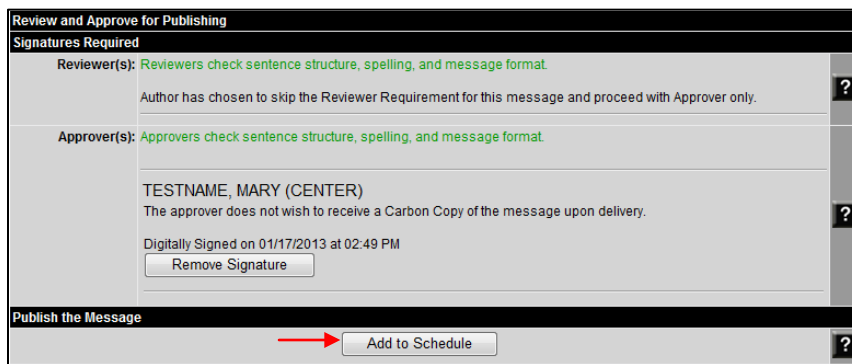 Review and Approve for Publishing
Signatures Required
Reviewer(s): Reviewers check sentence structure, spelling, and message format.
?
Author has chosen to skip the Reviewer Requirement for this message and proceed with Approver only.
Approver(s): Approvers check sentence structure, spelling, and message format.
TESTNAME, MARY (CENTER)
The approver does not wish to receive a Carbon Copy of the message upon delivery.
?
Digitally Signed on 01/17/2013 at 02:49 PM
Remove Signature
Publish the Message
Add to Schedule
?